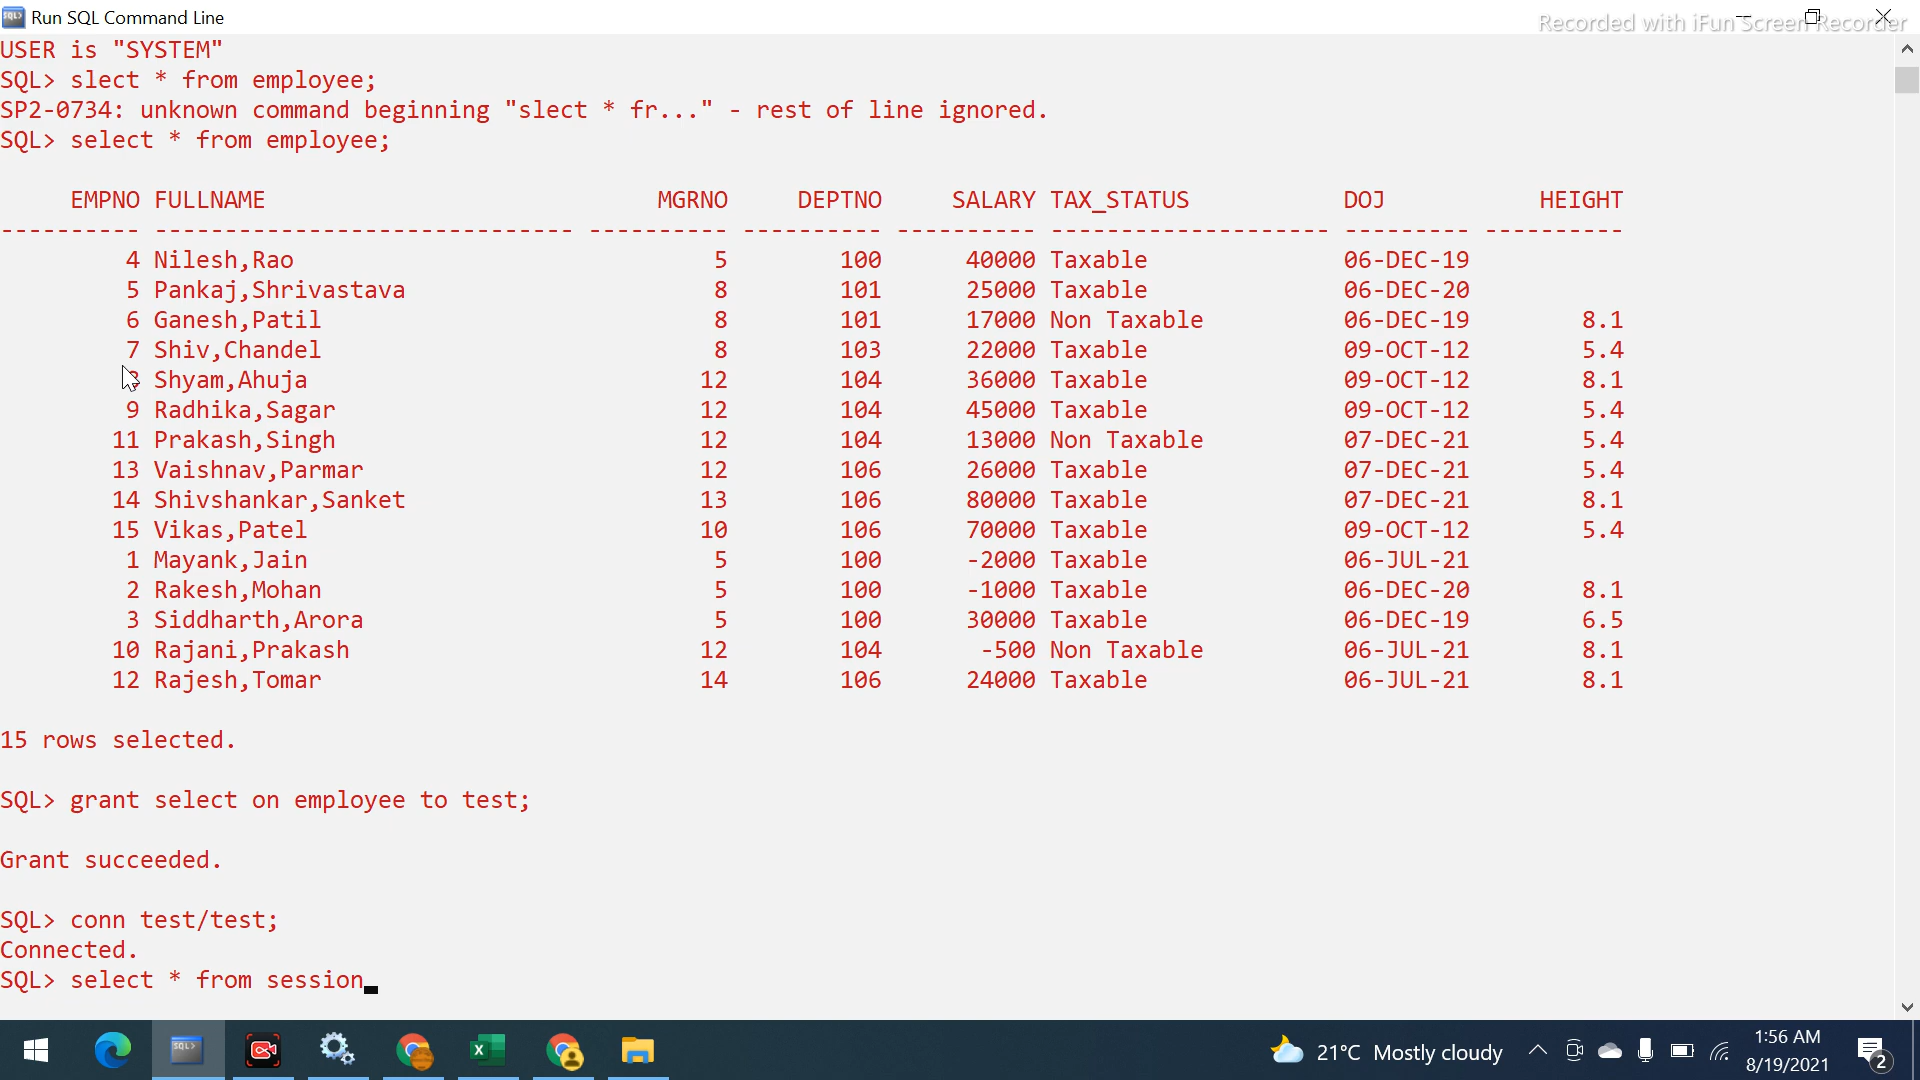 Run SQL Command Line
Recorded with iFun Screen Recorder
USER is "SYSTEM"
SQL> slect * from employee;
SP2-0734: unknown command beginning "slect * fr..." - rest of line ignored.
SQL> select * from employee;
EMPNO FULLNAME MGRNO DEPTNO SALARY TAX_STATUS DOJ HEIGHT
---------- ------------------------------ ---------- ---------- ---------- -------------------- --------- ----------
4 Nilesh,Rao 5 100 40000 Taxable 06-DEC-19
5 Pankaj,Shrivastava 8 101 25000 Taxable 06-DEC-20
6 Ganesh,Patil 8 101 17000 Non Taxable 06-DEC-19 8.1
7 Shiv,Chandel 8 103 22000 Taxable 09-OCT-12 5.4
Shyam,Ahuja 12 104 36000 Taxable 09-OCT-12 8.1
9 Radhika,Sagar 12 104 45000 Taxable 09-OCT-12 5.4
11 Prakash,Singh 12 104 13000 Non Taxable 07-DEC-21 5.4
13 Vaishnav,Parmar 12 106 26000 Taxable 07-DEC-21 5.4
14 Shivshankar,Sanket 13 106 80000 Taxable 07-DEC-21 8.1
15 Vikas,Patel 10 106 70000 Taxable 09-OCT-12 5.4
1 Mayank,Jain 5 100 -2000 Taxable 06-JUL-21
2 Rakesh,Mohan 5 100 -1000 Taxable 06-DEC-20 8.1
3 Siddharth,Arora 5 100 30000 Taxable 06-DEC-19 6.5
10 Rajani,Prakash 12 104 -500 Non Taxable 06-JUL-21 8.1
12 Rajesh,Tomar 14 106 24000 Taxable 06-JUL-21 8.1
15 rows selected.
SQL> grant select on employee to test;
Grant succeeded.
SQL> conn test/test;
Connected.
SQL> select * from session
21°C Mostly cloudy
1:56 AM
8/19/2021
2